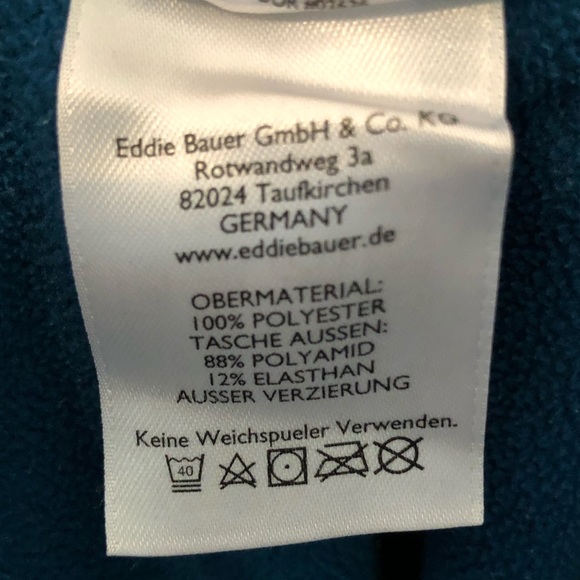 Eddie Bauer GmbH & Co. KG
Rotwandweg 3a
82024 Taufkirchen
GERMANY
www.eddiebauer.de
OBERMATERIAL:
100% POLYESTER
TASCHE AUSSEN:
88% POLYAMID
12% ELASTHAN
AUSSER VERZIERUNG
Keine Weichspueler Verwenden.
40